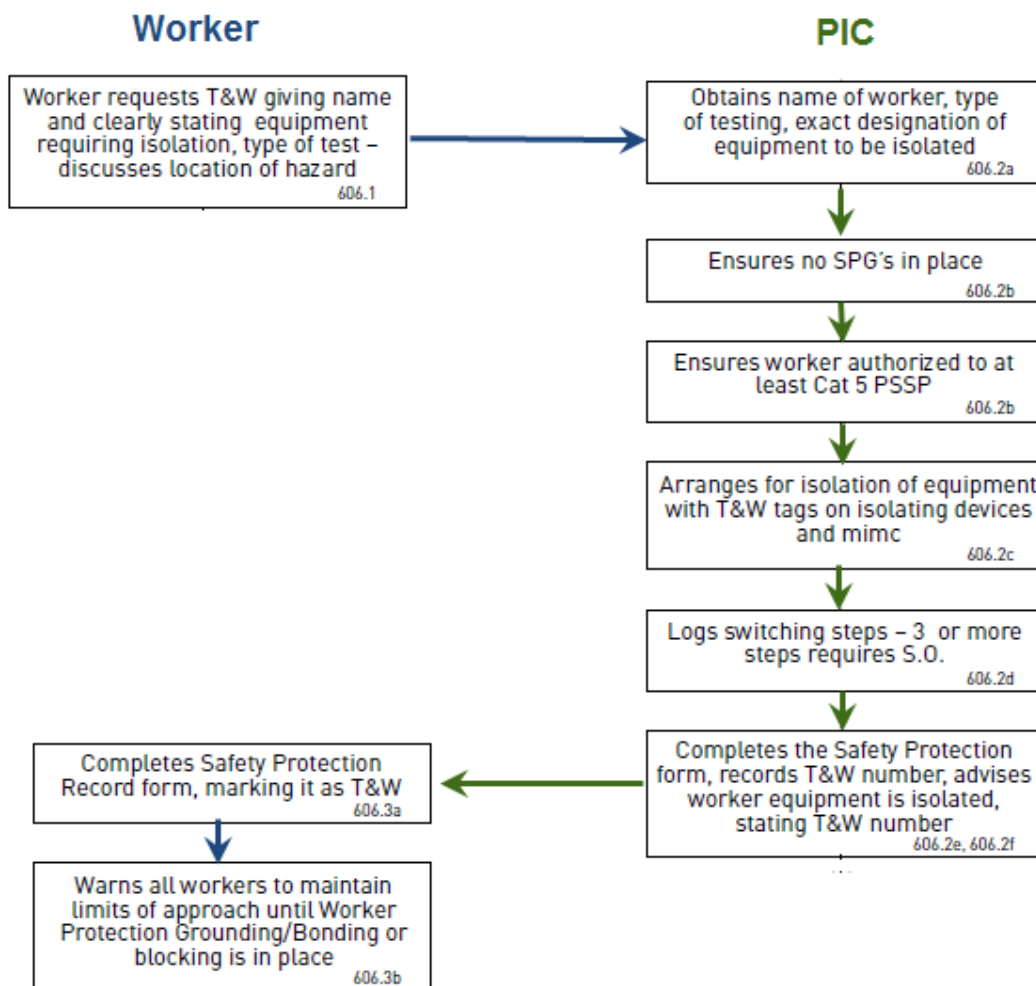 Worker
PIC
Worker requests T&W giving name
and clearly stating equipment
requiring isolation, type of test –
discusses location of hazard
606.1
Obtains name of worker, type
of testing, exact designation of
equipment to be isolated
606.2a
Ensures no SPG's in place
606.2b
Ensures worker authorized to at
least Cat 5 PSSP
606.2b
Arranges for isolation of equipment
with T&W tags on isolating devices
and mimc
606.2c
Logs switching steps – 3 or more
steps requires S.O.
606.2d
Completes the Safety Protection
form, records T&W number, advises
worker equipment is isolated,
stating T&W number
606.2e, 606.2f
Completes Safety Protection
Record form, marking it as T&W
606.3a
Warns all workers to maintain
limits of approach until Worker
Protection Grounding/Bonding or
blocking is in place
606.3b